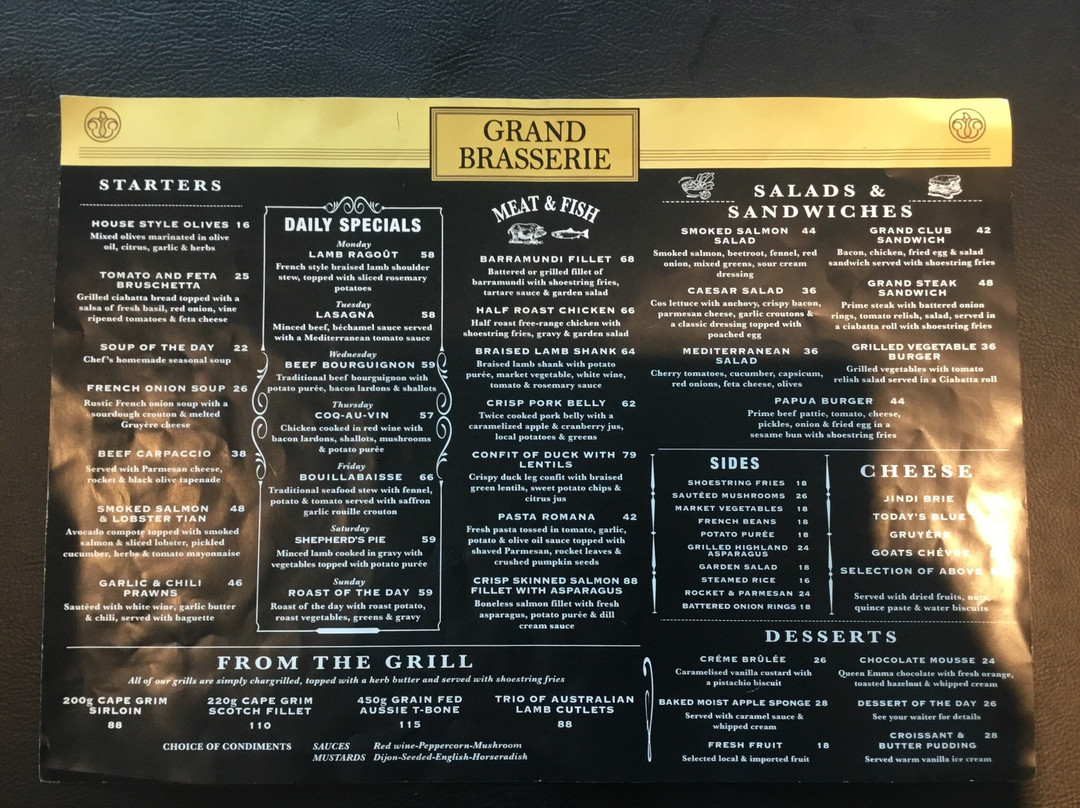 GRAND
BRASSERIE
STARTERS
HOUSE STYLE OLIVES 16
Mixed olives marinated in olive
oil, citrus, garlic & herbs
TOMATO AND FETA 25
BRUSCHETTA
Grilled ciabatta bread topped with a
salsa of fresh basil, red onion, vine
ripened tomatoes & feta cheese
SOUP OF THE DAY 22
Chef's homemade seasonal soup
FRENCH ONION SOUP 26
Rustic French onion soup with a
sourdough crouton & melted
Gruyère cheese
BEEF CARPACCIO 38
Served with Parmesan cheese,
rocket & black olive tapenade
SMOKED SALMON 48
& LOBSTER TIAN
Avocado compote topped with smoked
salmon & sliced lobster, pickled
cucumber, herbs & tomato mayonnaise
GARLIC & CHILI 46
PRAWNS
Sautéed with white wine, garlic butter
& chili, served with baguette
DAILY SPECIALS
Monday
LAMB RAGOÛT 58
French style braised lamb shoulder
stew, topped with sliced rosemary
potatoes
Tuesday
LASAGNA 58
Minced beef, béchamel sauce served
with a Mediterranean tomato sauce
Wednesday
BEEF BOURGUIGNON 59
Traditional beef bourguignon with
potato purée, bacon lardons & shallots
Thursday
COQ-AU-VIN 57
Chicken cooked in red wine with
bacon lardons, shallots, mushrooms
& potato purée
Friday
BOUILLABAISSE 66
Traditional seafood stew with fennel,
potato & tomato served with saffron
garlic rouille crouton
Saturday
SHEPHERD'S PIE 59
Minced lamb cooked in gravy with
vegetables topped with potato purée
Sunday
ROAST OF THE DAY 59
Roast of the day with roast potato,
roast vegetables, greens & gravy
MEAT & FISH
BARRAMUNDI FILLET 68
Battered or grilled fillet of
barramundi with shoestring fries,
tartare sauce & garden salad
HALF ROAST CHICKEN 66
Half roast free-range chicken with
shoestring fries, gravy & garden salad
BRAISED LAMB SHANK 64
Braised lamb shank with potato
purée, market vegetable, white wine,
tomato & rosemary sauce
CRISP PORK BELLY 62
Twice cooked pork belly with a
caramelized apple & cranberry jus,
local potatoes & greens
CONFIT OF DUCK WITH 79
LENTILS
Crispy duck leg confit with braised
green lentils, sweet potato chips &
citrus jus
PASTA ROMANA 42
Fresh pasta tossed in tomato, garlic,
potato & olive oil sauce topped with
shaved Parmesan, rocket leaves &
crushed pumpkin seeds
CRISP SKINNED SALMON 88
FILLET WITH ASPARAGUS
Boneless salmon fillet with fresh
asparagus, potato purée & dill
cream sauce
SALADS &
SANDWICHES
SMOKED SALMON 44
SALAD
Smoked salmon, beetroot, fennel, red
onion, mixed greens, sour cream
dressing
CAESAR SALAD 36
Cos lettuce with anchovy, crispy bacon,
parmesan cheese, garlic croutons &
a classic dressing topped with
poached egg
MEDITERRANEAN 36
SALAD
Cherry tomatoes, cucumber, capsicum,
red onions, feta cheese, olives
GRAND CLUB 42
SANDWICH
Bacon, chicken, fried egg & salad
sandwich served with shoestring fries
GRAND STEAK 48
SANDWICH
Prime steak with battered onion
rings, tomato relish, salad, served in
a ciabatta roll with shoestring fries
GRILLED VEGETABLE 36
BURGER
Grilled vegetables with tomato
relish salad served in a Ciabatta roll
PAPUA BURGER 44
Prime beef pattie, tomato, cheese,
pickles, onion & fried egg in a
sesame bun with shoestring fries
SIDES
SHOESTRING FRIES 18
SAUTÉED MUSHROOMS 26
MARKET VEGETABLES 18
FRENCH BEANS 18
POTATO PURÉE 18
GRILLED HIGHLAND 24
ASPARAGUS
GARDEN SALAD 18
STEAMED RICE 16
ROCKET & PARMESAN 24
BATTERED ONION RINGS 18
CHEESE
JINDI BRIE
TODAY'S BLUE
GRUYÉRE
GOATS CHÉVRE
SELECTION OF ABOVE
Served with dried fruits, nuts,
quince paste & water biscuits
DESSERTS
CRÉME BRÛLÉE 26
Caramelised vanilla custard with
a pistachio biscuit
BAKED MOIST APPLE SPONGE 28
Served with caramel sauce &
whipped cream
FRESH FRUIT 18
Selected local & imported fruit
CHOCOLATE MOUSSE 24
Queen Emma chocolate with fresh orange,
toasted hazelnut & whipped cream
DESSERT OF THE DAY 26
See your waiter for details
CROISSANT & 28
BUTTER PUDDING
Served warm vanilla ice cream
FROM THE GRILL
All of our grills are simply chargrilled, topped with a herb butter and served with shoestring fries
200g CAPE GRIM
SIRLOIN
88
220g CAPE GRIM
SCOTCH FILLET
110
450g GRAIN FED
AUSSIE T-BONE
115
TRIO OF AUSTRALIAN
LAMB CUTLETS
88
CHOICE OF CONDIMENTS SAUCES Red wine-Peppercorn-Mushroom
MUSTARDS Dijon-Seeded-English-Horseradish